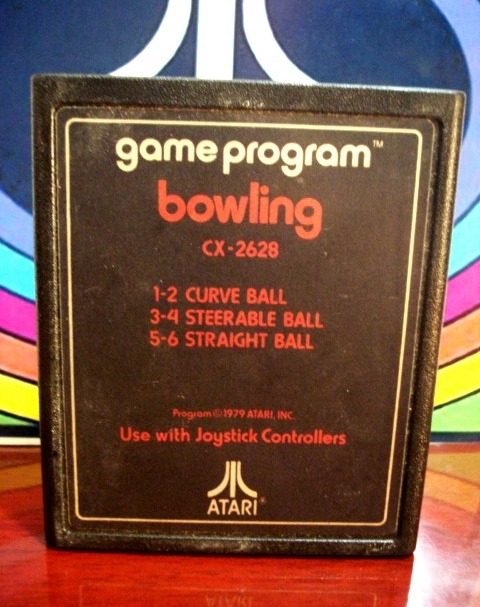 game program™
bowling
CX-2628
1-2 CURVE BALL
3-4 STEERABLE BALL
5-6 STRAIGHT BALL
Program © 1979 ATARI, INC.
Use with Joystick Controllers
ATARI®